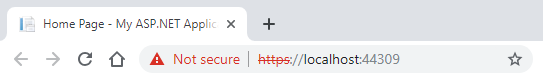 Home Page - My ASP.NET Applic
Not secure | https://localhost:44309